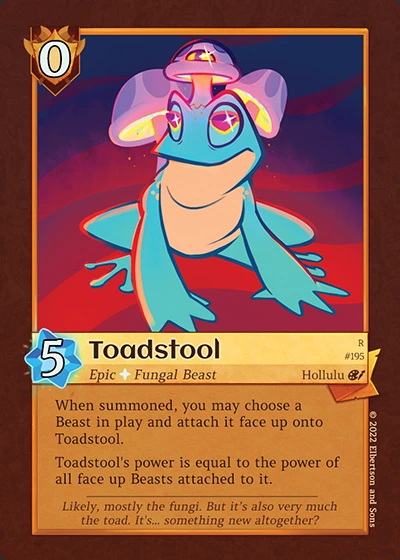 0
5
Toadstool
R
#195
Epic Fungal Beast
Hollulu
When summoned, you may choose a
Beast in play and attach it face up onto
Toadstool.
Toadstool's power is equal to the power of
all face up Beasts attached to it.
Likely, mostly the fungi. But it's also very much
the toad. It's... something new altogether?
© 2022 Elbertson and Sons